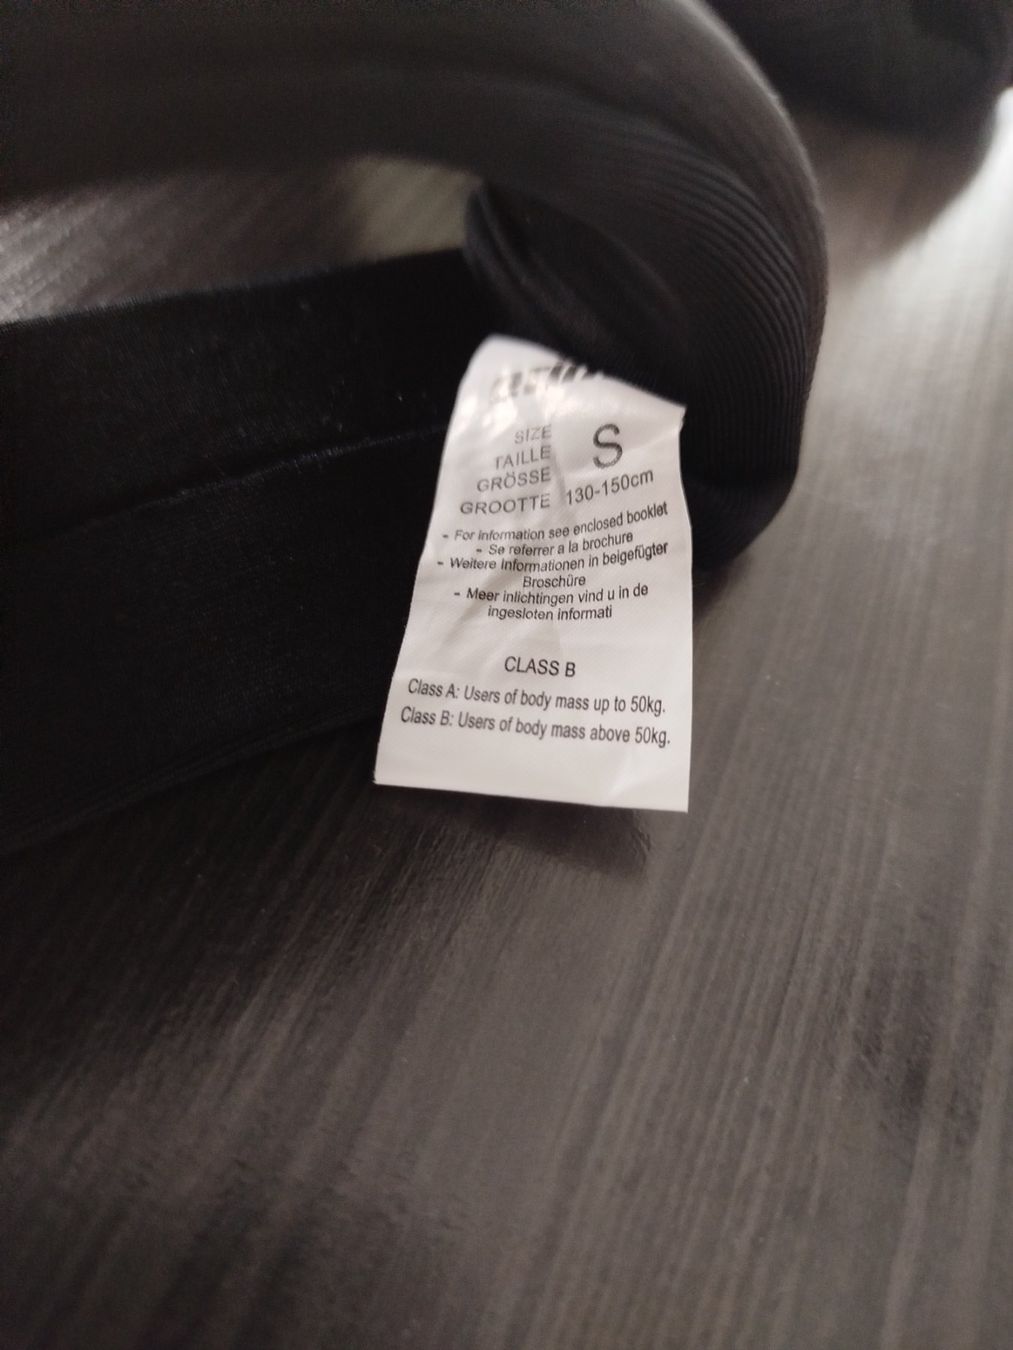 SIZE
TAILLE
GRÖSSE
GROOTTE
S
130-150cm
- For information see enclosed booklet
- Se referrer a la brochure
- Weitere Informationen in beigefügter
Broschüre
- Meer inlichtingen vind u in de
ingesloten informati
CLASS B
Class A: Users of body mass up to 50kg.
Class B: Users of body mass above 50kg.